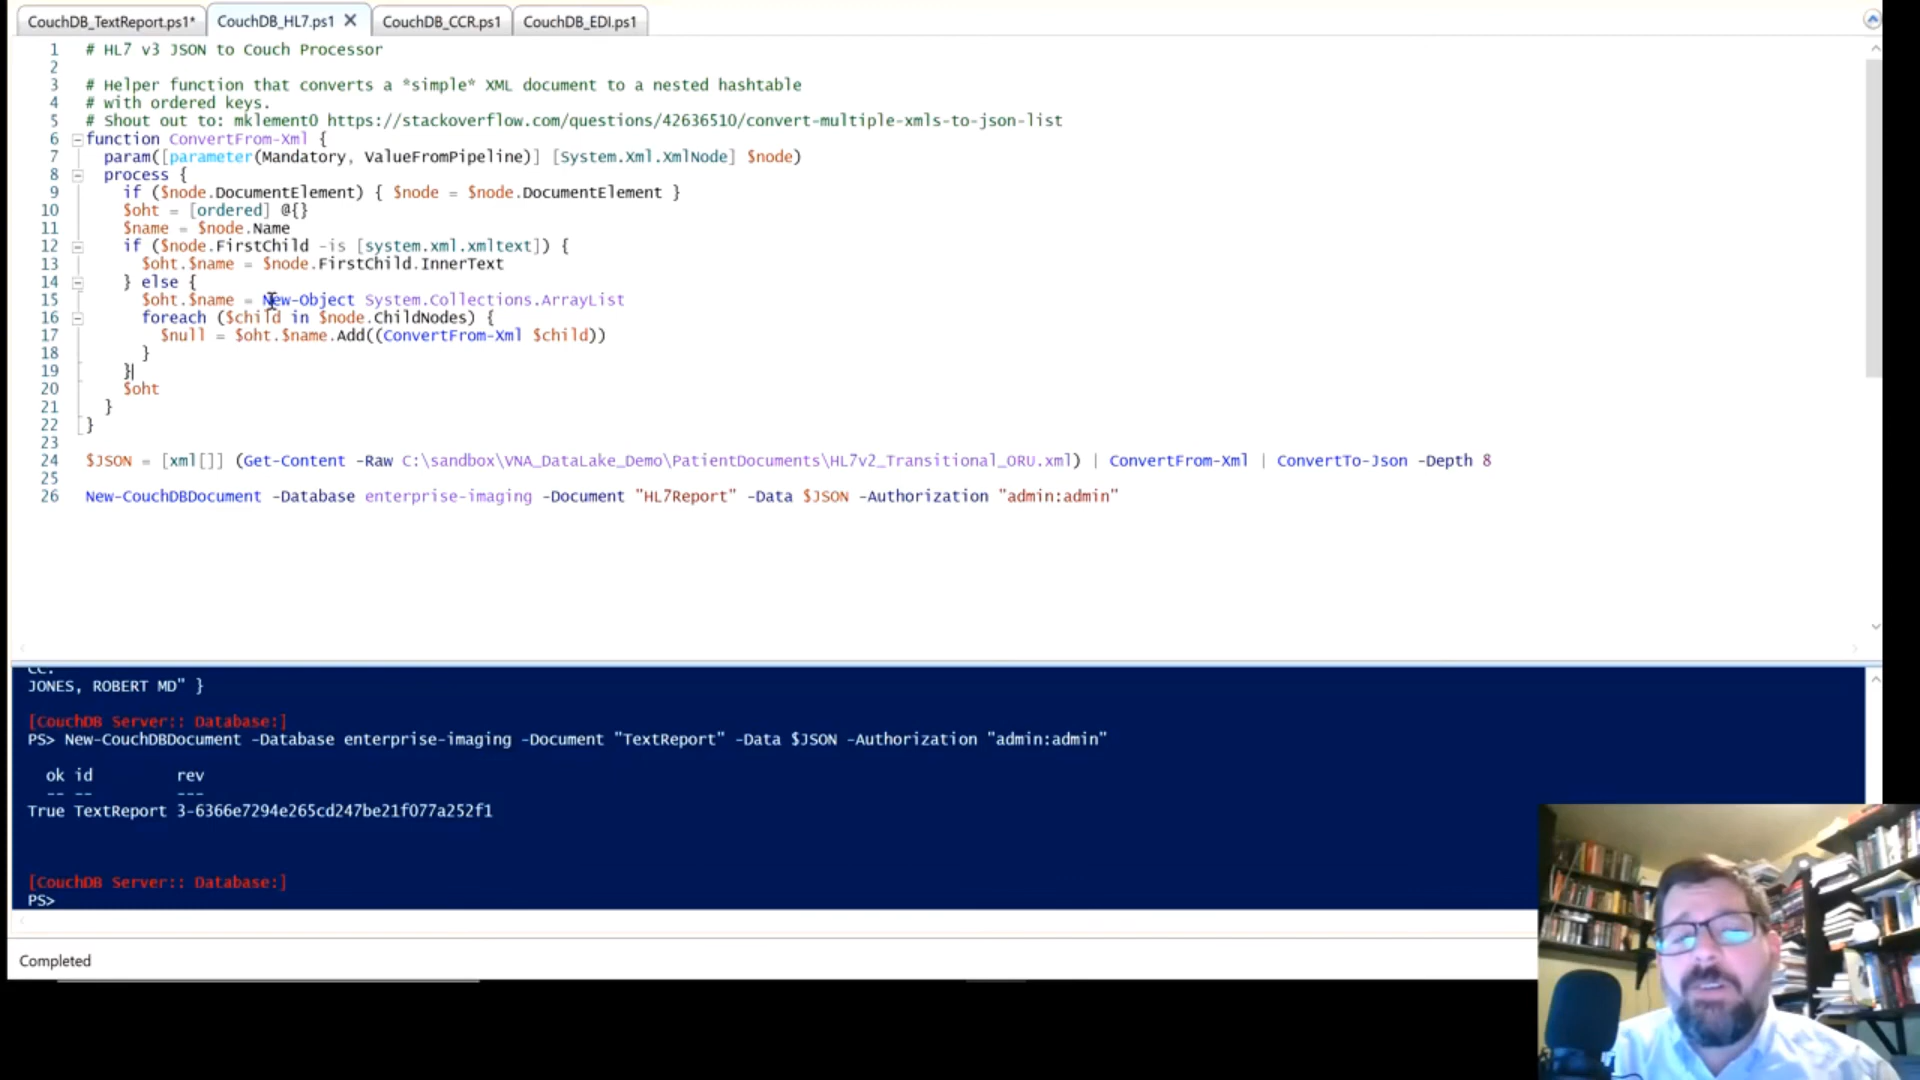 CouchDB_TextReport.ps1* CouchDB_HL7.ps1 CouchDB_CCR.ps1 CouchDB_EDI.ps1
1 # HL7 v3 JSON to Couch Processor
2
3 # Helper function that converts a *simple* XML document to a nested hashtable
4 # with ordered keys.
5 # Shout out to: mklement0 https://stackoverflow.com/questions/42636510/convert-multiple-xmls-to-json-list
6 function ConvertFrom-Xml {
7 param([parameter(Mandatory, ValueFromPipeline)] [System.Xml.XmlNode] $node)
8 process {
9 if ($node.DocumentElement) { $node = $node.DocumentElement }
10 $oht = [ordered] @{}
11 $name = $node.Name
12 if ($node.FirstChild -is [system.xml.xmltext]) {
13 $oht.$name = $node.FirstChild.InnerText
14 } else {
15 $oht.$name = New-Object System.Collections.ArrayList
16 foreach ($child in $node.ChildNodes) {
17 $null = $oht.$name.Add((ConvertFrom-Xml $child))
18 }
19 }
20 $oht
21 }
22 }
23
24 $JSON = [xml[]] (Get-Content -Raw C:\sandbox\VNA_DataLake_Demo\PatientDocuments\HL7v2_Transitional_ORU.xml) | ConvertFrom-Xml | ConvertTo-Json -Depth 8
25
26 New-CouchDBDocument -Database enterprise-imaging -Document "HL7Report" -Data $JSON -Authorization "admin:admin"
CC:
JONES, ROBERT MD" }
[CouchDB Server:: Database:]
PS> New-CouchDBDocument -Database enterprise-imaging -Document "TextReport" -Data $JSON -Authorization "admin:admin"
ok id rev
-- -- ---
True TextReport 3-6366e7294e265cd247be21f077a252f1
[CouchDB Server:: Database:]
PS>
Completed